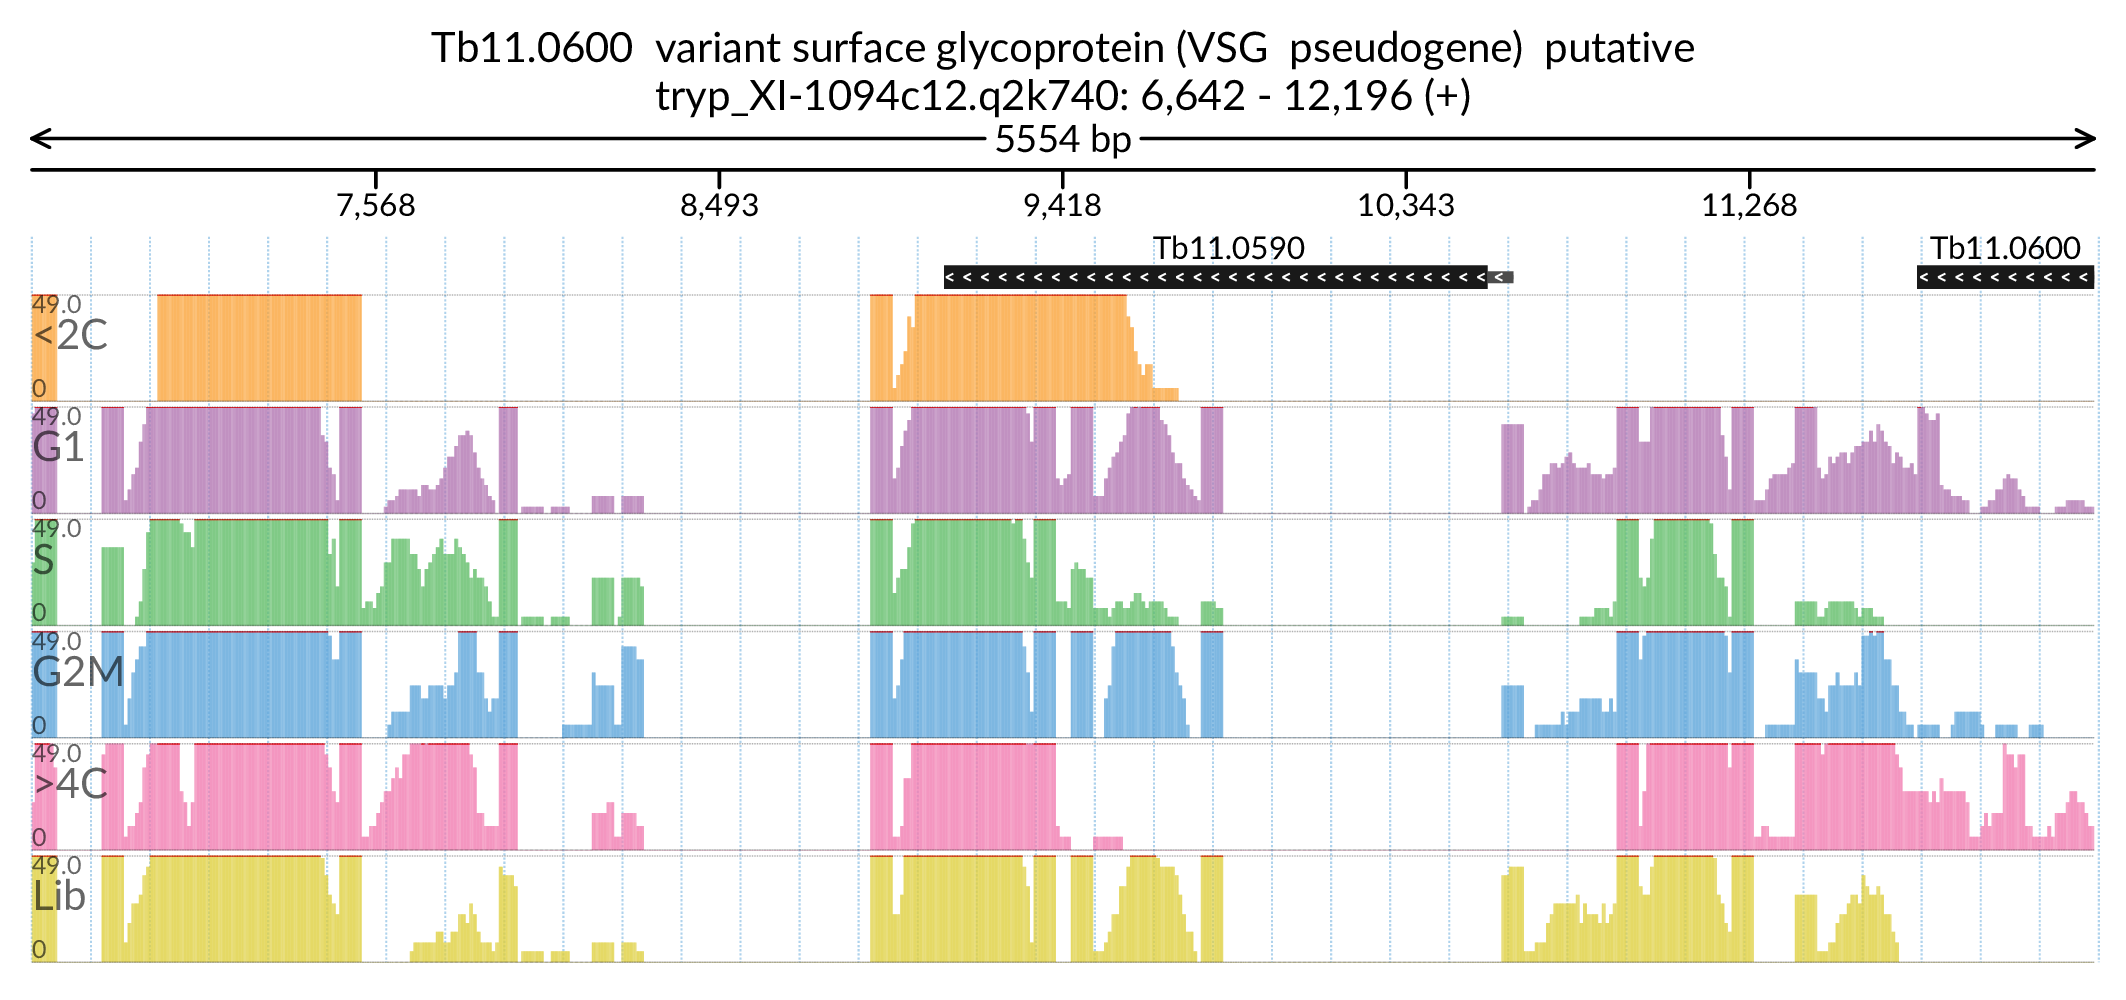 Tb11.0600 variant surface glycoprotein (VSG pseudogene) putative
tryp_XI-1094c12.q2k740: 6,642 - 12,196 (+)
5554 bp
7,568 8,493 9,418 10,343 11,268
Tb11.0590 Tb11.0600
49.0
<2C
0
49.0
G1
0
49.0
S
0
49.0
G2M
0
49.0
>4C
0
49.0
Lib
0